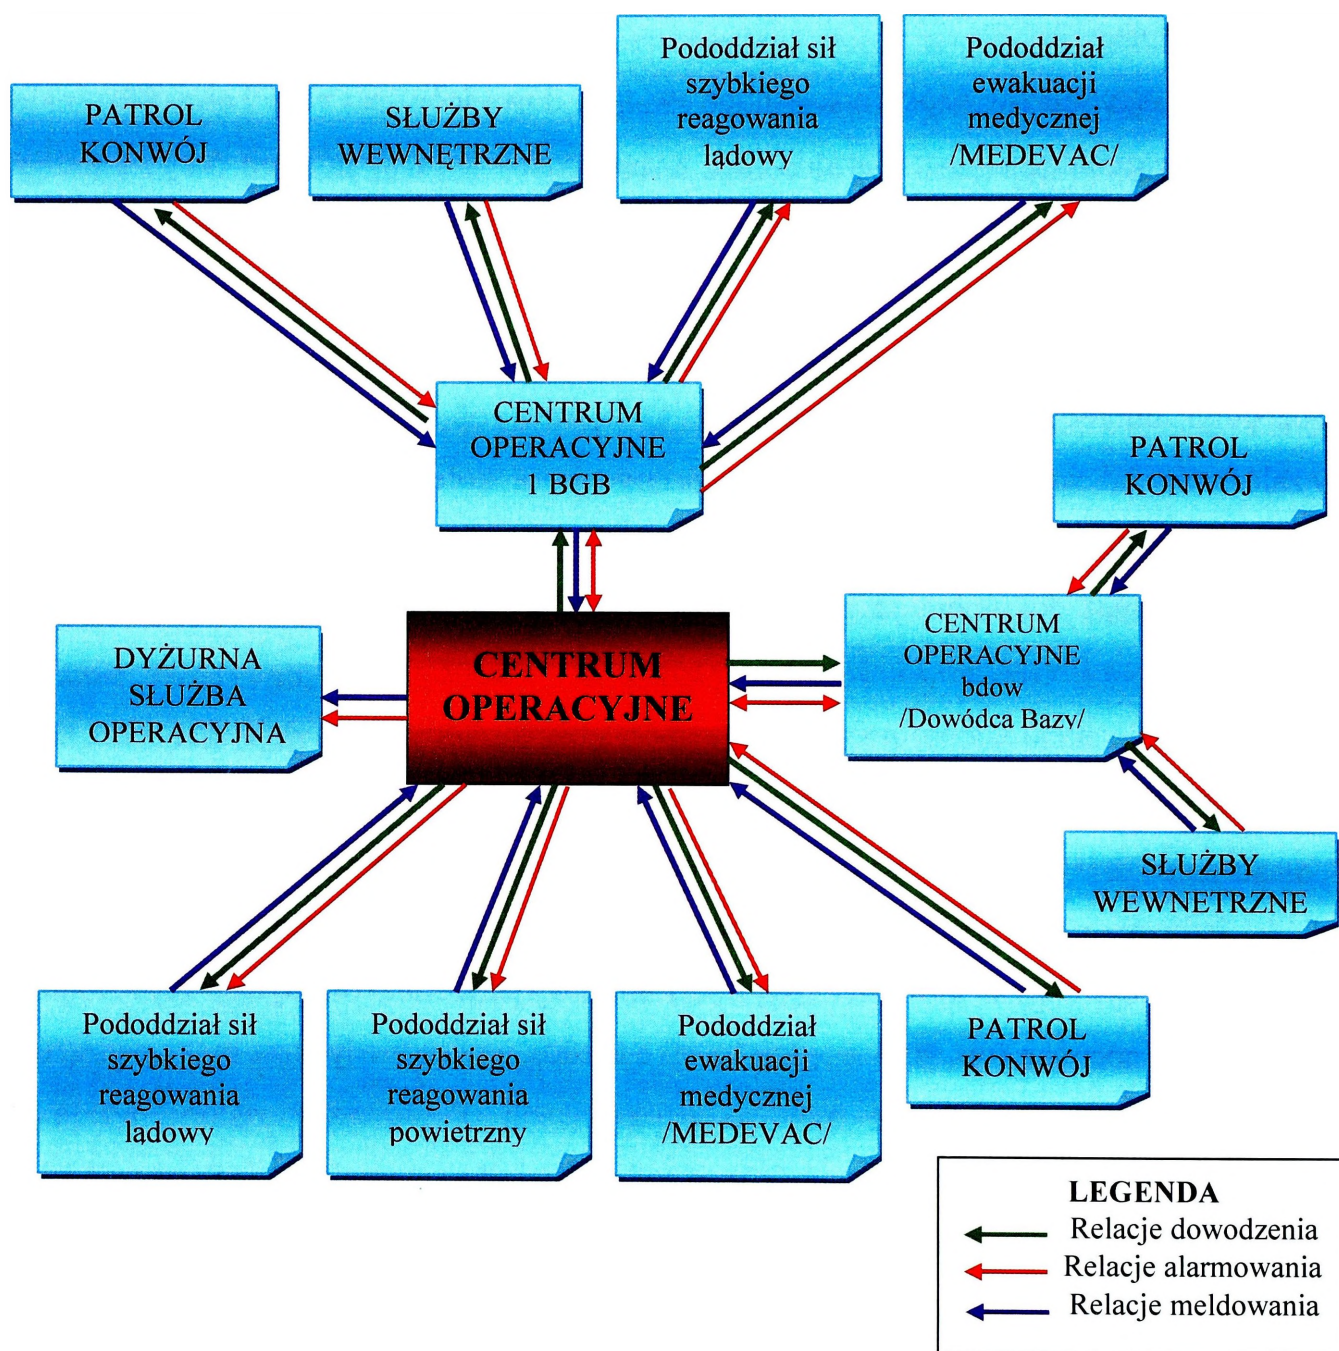 PATROL
KONWÓJ
SŁUŻBY
WEWNĘTRZNE
Pododdział sił
szybkiego
reagowania
lądowy
Pododdział
ewakuacji
medycznej
/MEDEVAC/
CENTRUM
OPERACYJNE
1 BGB
PATROL
KONWÓJ
DYŻURNA
SŁUŻBA
OPERACYJNA
CENTRUM
OPERACYJNE
CENTRUM
OPERACYJNE
bdow
/Dowódca Bazy/
SŁUŻBY
WEWNETRZNE
Pododdział sił
szybkiego
reagowania
lądowy
Pododdział sił
szybkiego
reagowania
powietrzny
Pododdział
ewakuacji
medycznej
/MEDEVAC/
PATROL
KONWÓJ
LEGENDA
Relacje dowodzenia
Relacje alarmowania
Relacje meldowania